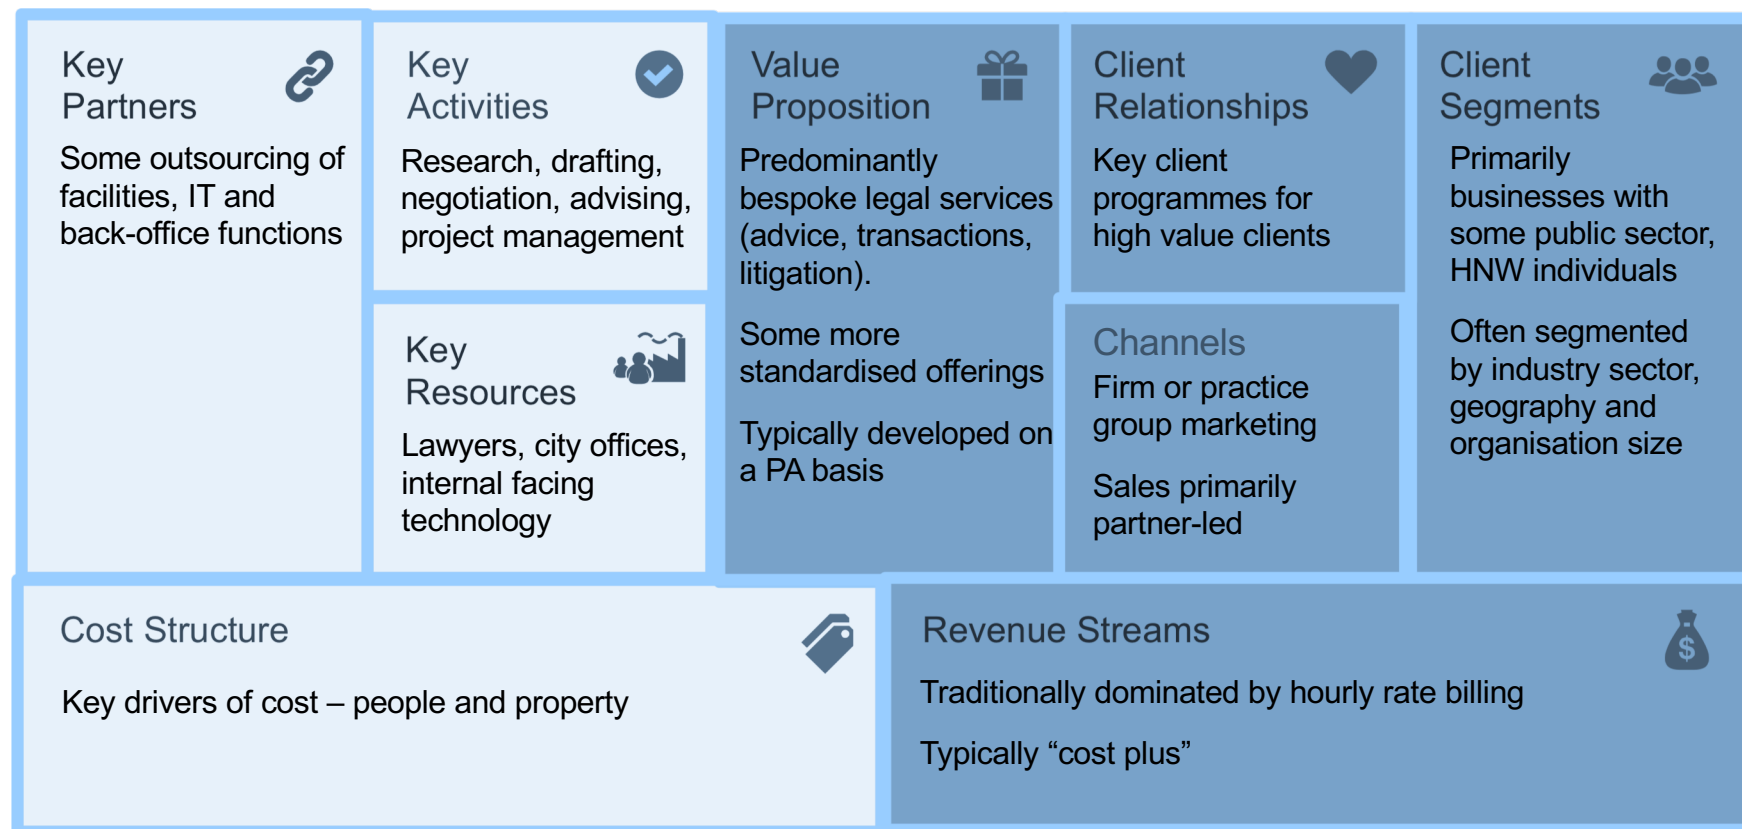 Key
Partners
Some outsourcing of
facilities, IT and
back-office functions
Key
Activities
Research, drafting,
negotiation, advising,
project management
Key
Resources
Lawyers, city offices,
internal facing
technology
Value
Proposition
Predominantly
bespoke legal services
(advice, transactions,
litigation).
Some more
standardised offerings
Typically developed on
a PA basis
Client
Relationships
Key client
programmes for
high value clients
Channels
Firm or practice
group marketing
Sales primarily
partner-led
Client
Segments
Primarily
businesses with
some public sector,
HNW individuals
Often segmented
by industry sector,
geography and
organisation size
Cost Structure
Key drivers of cost – people and property
Revenue Streams
$
Traditionally dominated by hourly rate billing
Typically “cost plus”